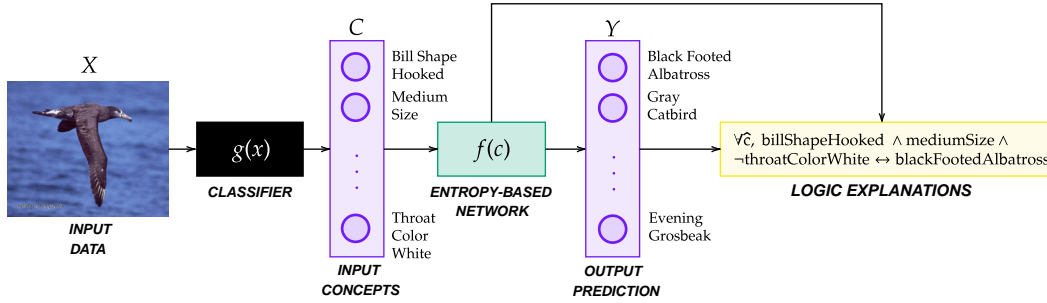 X
INPUT
DATA
g(x)
CLASSIFIER
C
Bill Shape
Hooked
Medium
Size
Throat
Color
White
INPUT
CONCEPTS
f(c)
ENTROPY-BASED
NETWORK
Y
Black Footed
Albatross
Gray
Catbird
Evening
Grosbeak
OUTPUT
PREDICTION
∀ĉ, billShapeHooked ∧ mediumSize ∧
¬throatColorWhite ↔ blackFootedAlbatross
LOGIC EXPLANATIONS